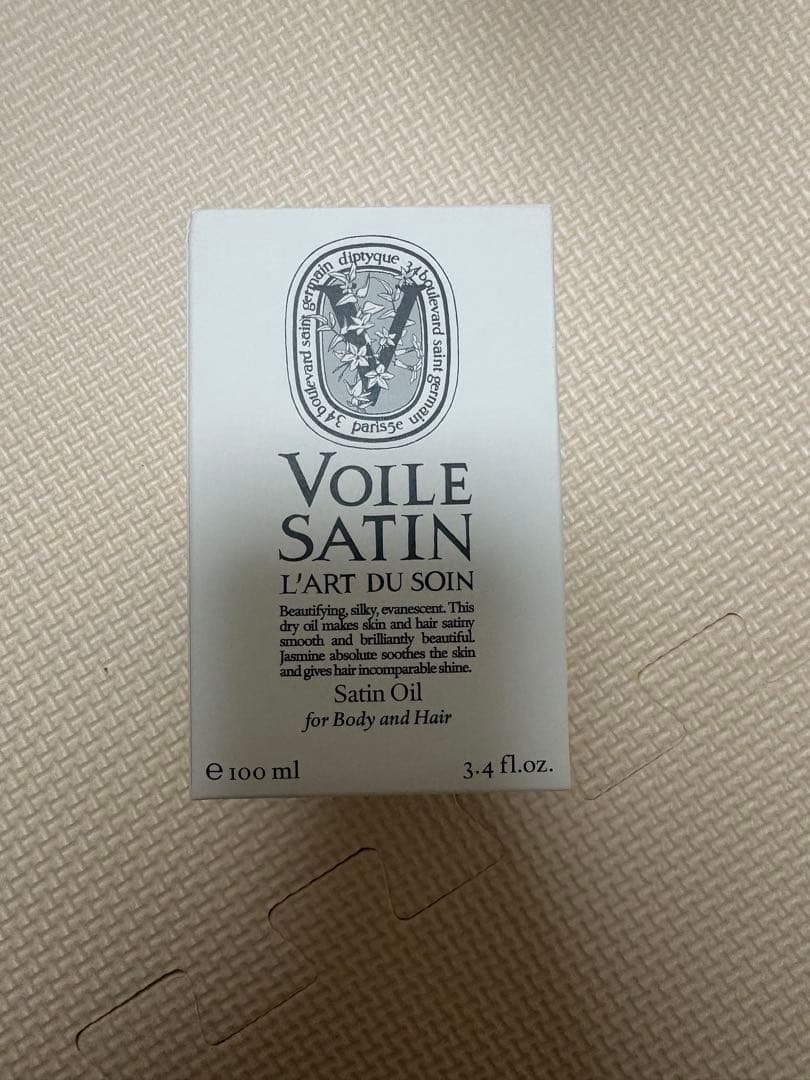 diptyque 34 boulevard saint germain paris5e 34 boulevard saint germain
V
VOILE
SATIN
L'ART DU SOIN
Beautifying, silky, evanescent. This
dry oil makes skin and hair satiny
smooth and brilliantly beautiful.
Jasmine absolute soothes the skin
and gives hair incomparable shine.
Satin Oil
for Body and Hair
e 100 ml
3.4 fl.oz.